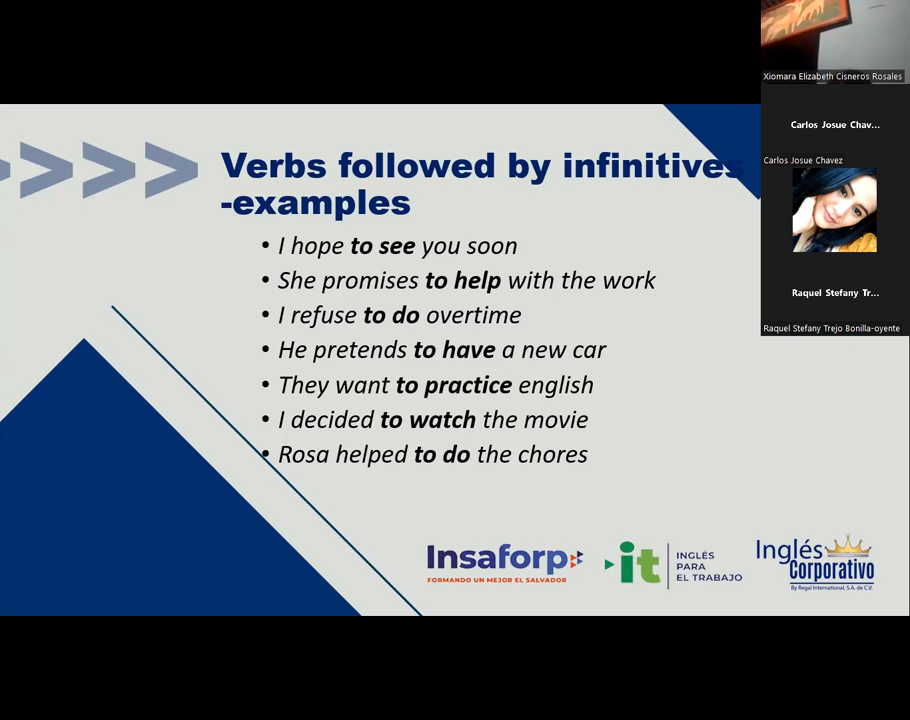 Xiomara Elizabeth Cisneros Rosales
Carlos Josue Chav...
Carlos Josue Chavez
Raquel Stefany Tr...
Raquel Stefany Trejo Bonilla-oyente
>>>>
Verbs followed by infinitives
-examples
• I hope to see you soon
• She promises to help with the work
• I refuse to do overtime
• He pretends to have a new car
• They want to practice english
• I decided to watch the movie
• Rosa helped to do the chores
Insaforp
FORMANDO UN MEJOR EL SALVADOR
it
INGLÉS
PARA
EL TRABAJO
Inglés
Corporativo
By Regal International, S.A. de C.V.